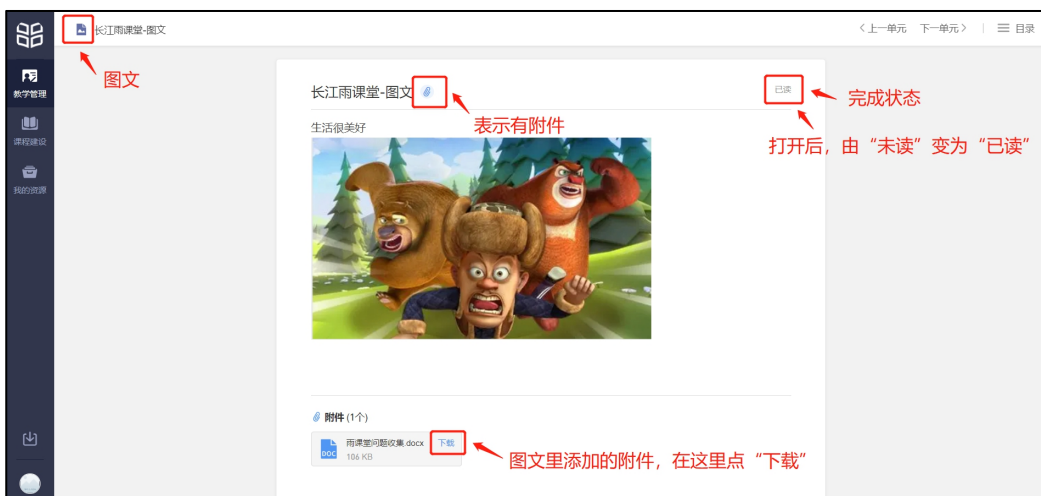 长江雨课堂-图文
〈上一单元 下一单元〉 目录
图文
教学管理
课程建设
我的资源
长江雨课堂-图文
已读
完成状态
表示有附件
打开后，由“未读”变为“已读”
生活很美好
附件(1个)
雨课堂问题收集.docx 下载
DOC
106 KB
图文里添加的附件，在这里点“下载”